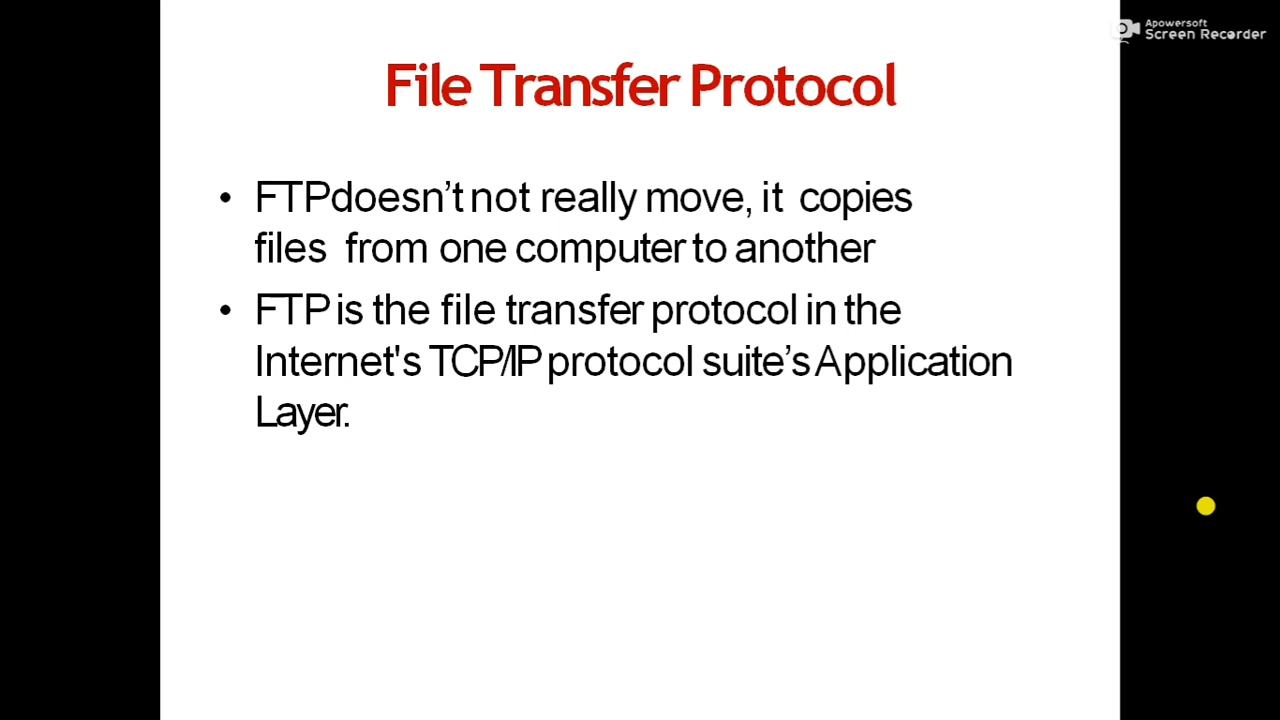 Apowersoft
Screen Recorder
File Transfer Protocol
• FTP doesn’t not really move, it copies
files from one computer to another
• FTP is the file transfer protocol in the
Internet's TCP/IP protocol suite’s Application
Layer.